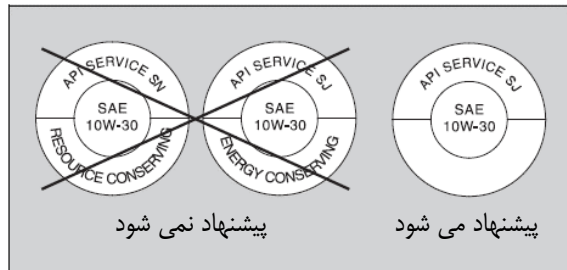 API SERVICE SN
SAE
10W-30
RESOURCE CONSERVING
API SERVICE SJ
SAE
10W-30
ENERGY CONSERVING
API SERVICE SJ
SAE
10W-30
پیشنهاد نمی شود
پیشنهاد می شود